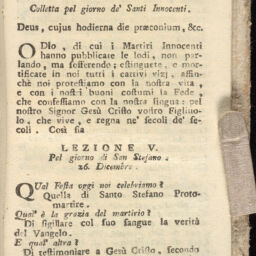 Colletta pel giorno de' Santi Innocenti.
Deus, cujus hodierna die præconium, &c.
ODio, di cui i Martiri Innocenti
hanno pubblicate le lodi, non par-
lando, ma sofferendo; estinguete, e mor-
tificate in noi tutti i cattivi vizj, affin-
chè noi protestiamo con la nostra vita,
e con i nostri buoni costumi la Fede,
che confessiamo con la nostra lingua: pel
nostro Signor Gesù Cristo vostro Figliuo-
lo, che vive, e regna ne' secoli de' se-
coli. Così sia
LEZIONE V.
Pel giorno di San Stefano.
26. Dicembre.
QUal Festa oggi noi celebriamo?
Quella di Santo Stefano Proto-
martire.
Qual' è la grazia del martirio?
Di sigillare col suo sangue la verità
del Vangelo.
E qual' altra?
Di testimoniare a Gesù Cristo, secondo